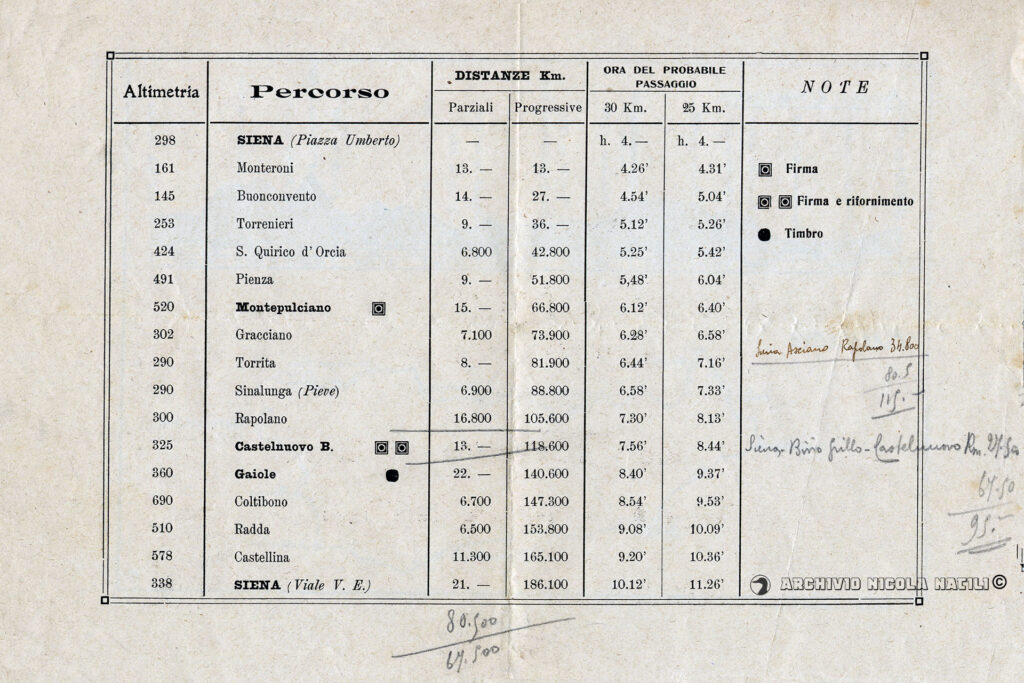 Altimetria Percorso DISTANZE Km. ORA DEL PROBABILE PASSAGGIO NOTE
Parziali Progressive 30 Km. 25 Km.
298 SIENA (Piazza Umberto) — — h. 4.— h. 4.—
161 Monteroni 13. — 13. — 4.26' 4.31' Firma
145 Buonconvento 14. — 27. — 4.54' 5.04' Firma e rifornimento
253 Torrenieri 9. — 36. — 5.12' 5.26' Timbro
424 S. Quirico d' Orcia 6.800 42.800 5.25' 5.42'
491 Pienza 9. — 51.800 5,48' 6.04'
520 Montepulciano 15. — 66.800 6.12' 6.40'
302 Gracciano 7.100 73.900 6.28' 6.58'
Asciano Rapolano 34.800
290 Torrita 8. — 81.900 6.44' 7.16'
80.5
290 Sinalunga (Pieve) 6.900 88.800 6.58' 7.33'
115.—
300 Rapolano 16.800 105.600 7.30' 8.13'
325 Castelnuovo B. 13. — 118.600 7.56' 8.44' Siena - Grillo - Castelnuovo Km.
360 Gaiole 22. — 140.600 8.40' 9.37'
67.50
690 Coltibono 6.700 147.300 8.54' 9.53'
95.—
510 Radda 6.500 153.800 9.08' 10.09'
578 Castellina 11.300 165.100 9.20' 10.36'
338 SIENA (Viale V. E.) 21. — 186.100 10.12' 11.26' ARCHIVIO NICOLA NATILI ©
80.500
67.500